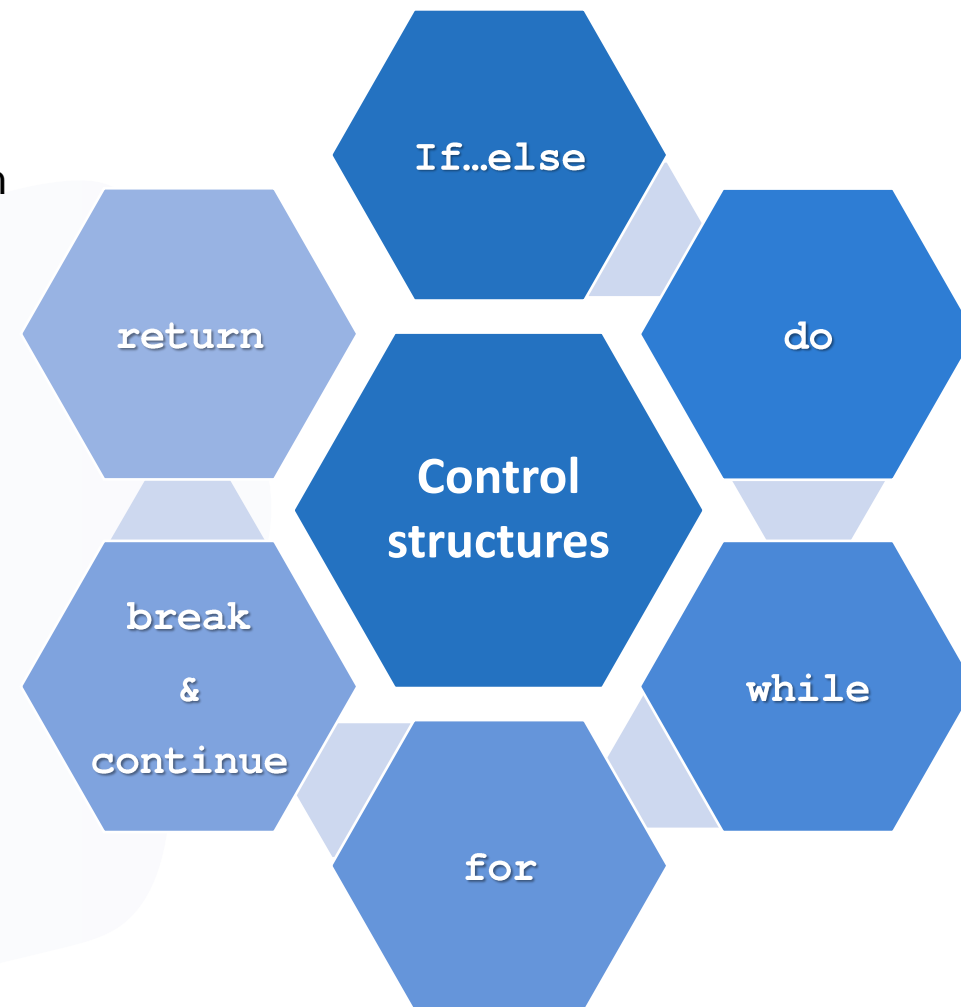 If…else
do
while
for
break
&
continue
return
Control
structures